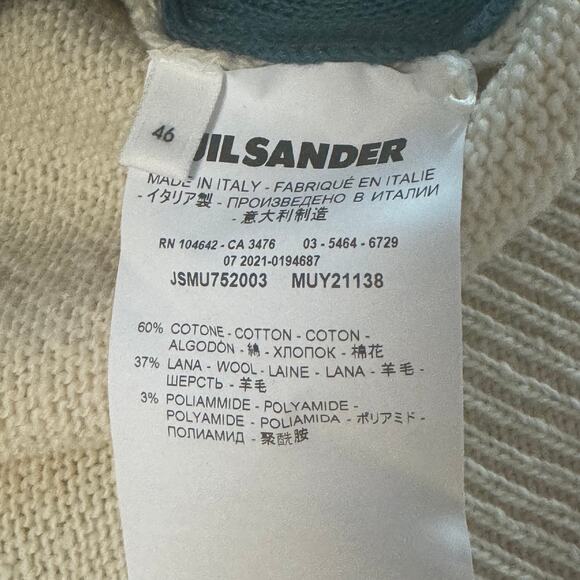 46
JIL SANDER
MADE IN ITALY - FABRIQUÉ EN ITALIE
- イタリア製 - ПРОИЗВЕДЕНО В ИТАЛИИ
- 意大利制造
RN 104642 - CA 3476 03 - 5464 - 6729
07 2021-0194687
JSMU752003 MUY21138
60% COTONE - COTTON - COTON -
ALGODÓN - 綿 - ХЛОПОК - 棉花
37% LANA - WOOL - LAINE - LANA - 羊毛 -
ШЕРСТЬ - 羊毛
3% POLIAMMIDE - POLYAMIDE -
POLYAMIDE - POLIAMIDA - ポリアミド -
ПОЛИАМИД - 聚酰胺